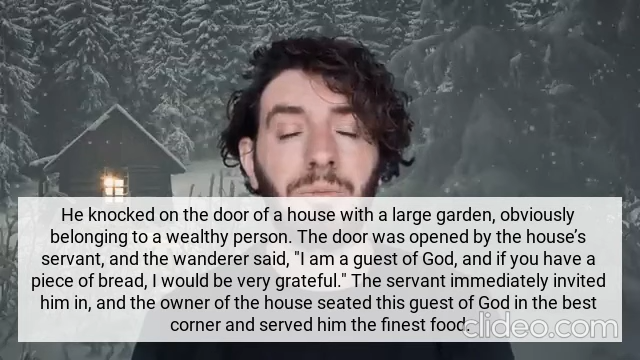 He knocked on the door of a house with a large garden, obviously
belonging to a wealthy person. The door was opened by the house’s
servant, and the wanderer said, "I am a guest of God, and if you have a
piece of bread, I would be very grateful." The servant immediately invited
him in, and the owner of the house seated this guest of God in the best
corner and served him the finest food.
clideo.com